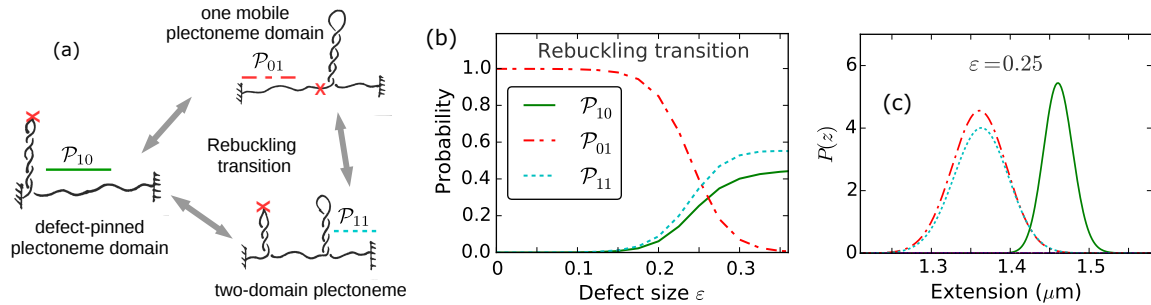 (a)
one mobile
plectoneme domain
𝒫₀₁
𝒫₁₀
Rebuckling
transition
𝒫₁₁
defect-pinned
plectoneme domain
two-domain plectoneme
(b)
Rebuckling transition
Probability
1.0
0.8
0.6
0.4
0.2
0.0
𝒫₁₀
𝒫₀₁
𝒫₁₁
0 0.1 0.2 0.3
Defect size ε
(c)
ε=0.25
P(z)
6
4
2
0
1.3 1.4 1.5
Extension (μm)